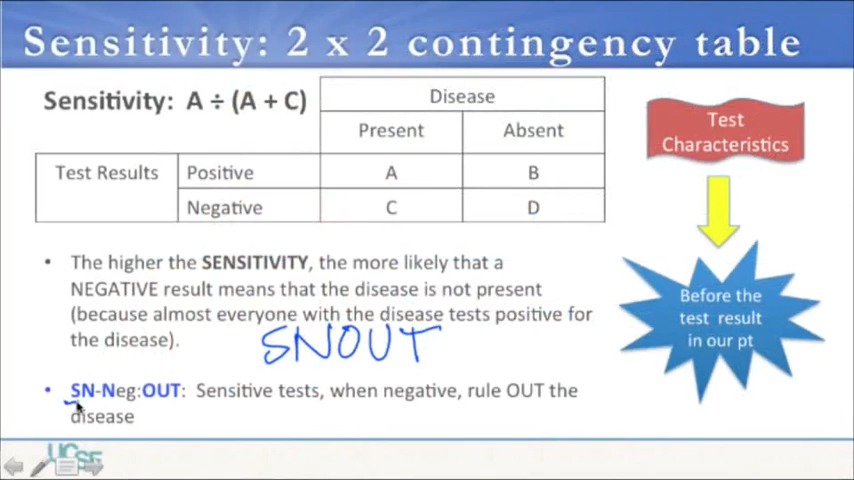 Sensitivity: 2 x 2 contingency table
Sensitivity: A ÷ (A + C)
Disease
Present Absent
Test Results Positive A B
Negative C D
Test
Characteristics
Before the
test result
in our pt
• The higher the SENSITIVITY, the more likely that a
NEGATIVE result means that the disease is not present
(because almost everyone with the disease tests positive for
the disease).
SNOUT
• SN-Neg:OUT: Sensitive tests, when negative, rule OUT the
disease
UCSF